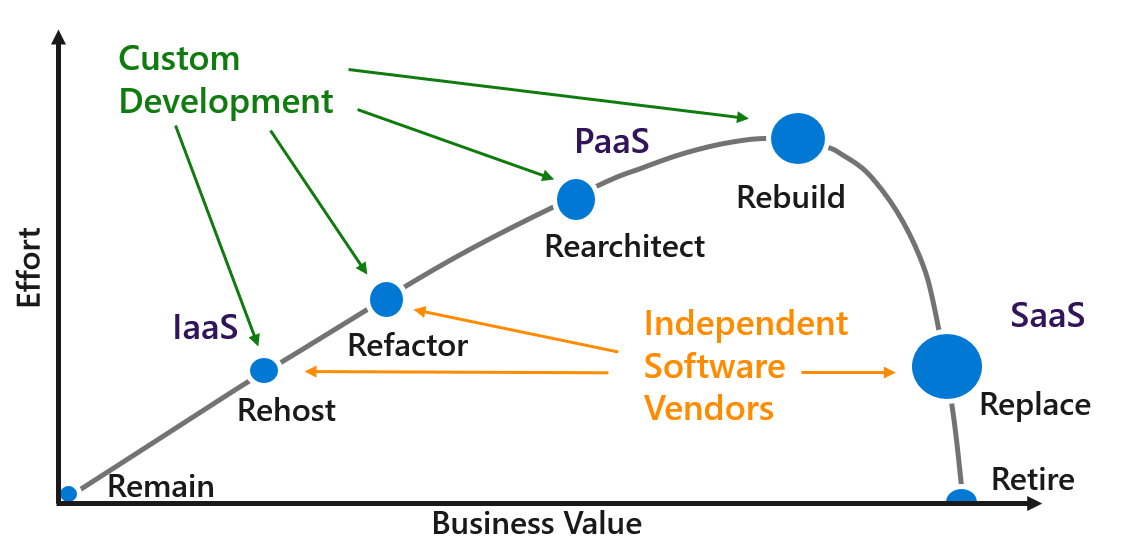 Custom
Development
PaaS
Rebuild
Rearchitect
Effort
IaaS
Refactor
Independent
Software
Vendors
SaaS
Rehost
Replace
Remain
Retire
Business Value